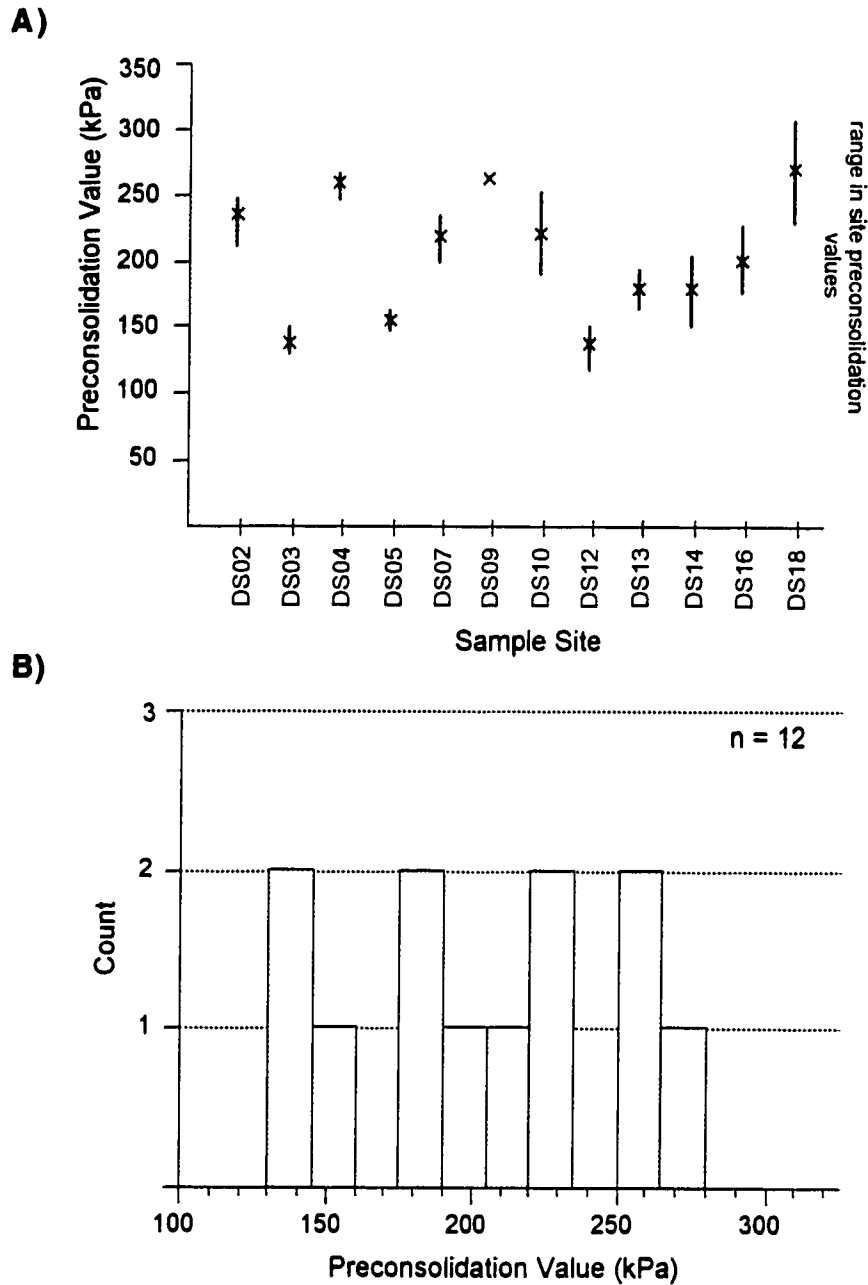 A)
Preconsolidation Value (kPa)
350
300
250
200
150
100
50
range in site preconsolidation
values
DS02
DS03
DS04
DS05
DS07
DS09
DS10
DS12
DS13
DS14
DS16
DS18
Sample Site
B)
3
n = 12
2
Count
1
100
150
200
250
300
Preconsolidation Value (kPa)